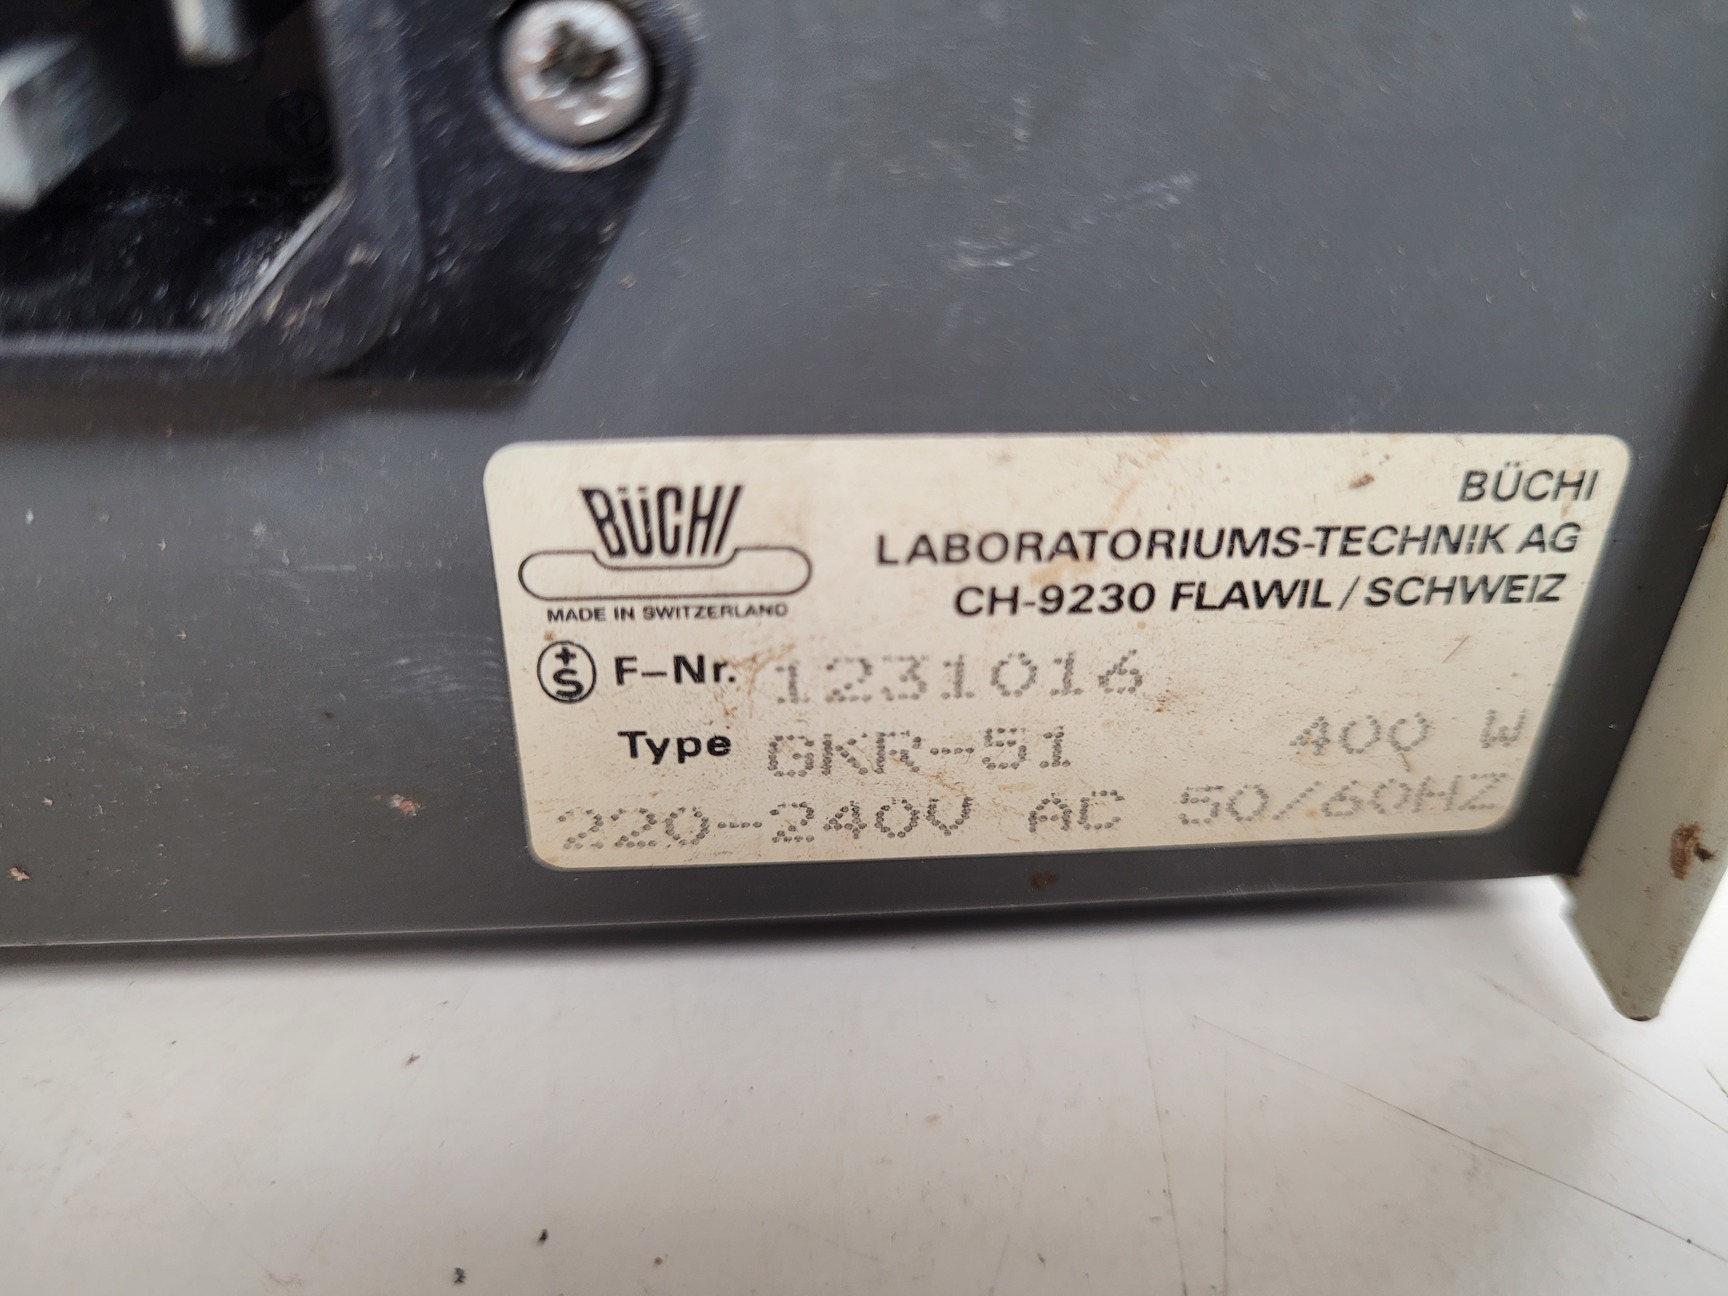 BÜCHI
MADE IN SWITZERLAND
BÜCHI
LABORATORIUMS-TECHNIK AG
CH-9230 FLAWIL/SCHWEIZ
+S F-Nr. 1231016
Type GKR-51 400 W
220-240V AC 50/60HZ